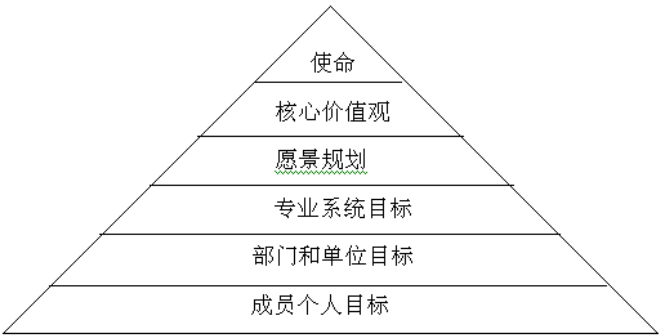 使命
核心价值观
愿景规划
专业系统目标
部门和单位目标
成员个人目标